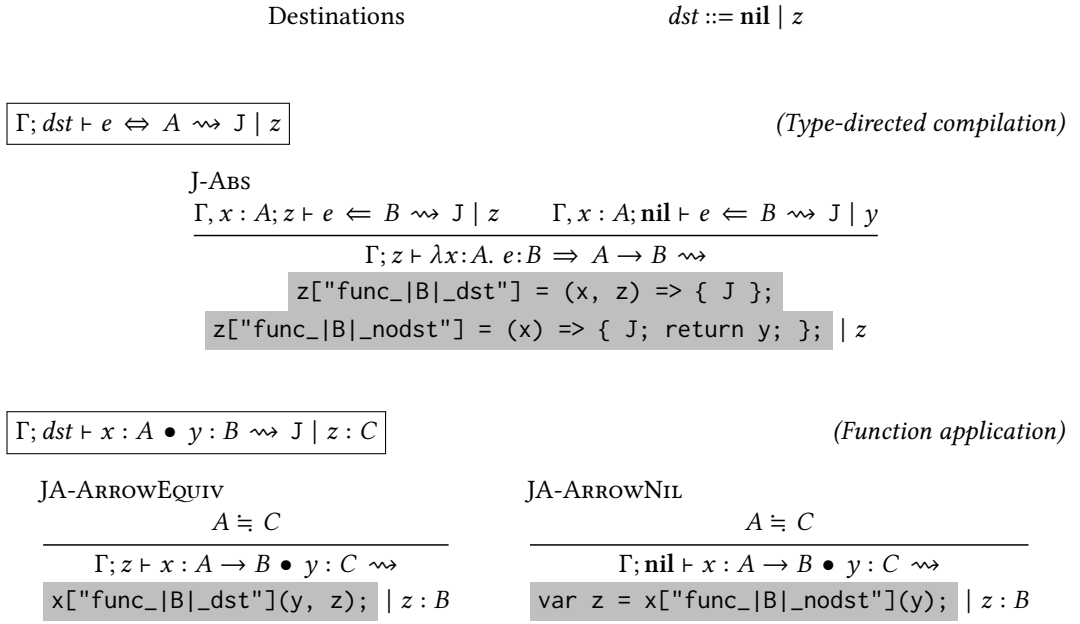 Destinations dst ::= nil | z
Γ; dst ⊢ e ⇔ A ⇝ J | z (Type-directed compilation)
J-Abs
Γ, x : A; z ⊢ e ⇐ B ⇝ J | z Γ, x : A; nil ⊢ e ⇐ B ⇝ J | y
Γ; z ⊢ λx:A. e:B ⇒ A → B ⇝
z["func_|B|_dst"] = (x, z) => { J };
z["func_|B|_nodst"] = (x) => { J; return y; }; | z
Γ; dst ⊢ x : A • y : B ⇝ J | z : C (Function application)
JA-ArrowEquiv JA-ArrowNil
A ≒ C A ≒ C
Γ; z ⊢ x : A → B • y : C ⇝ Γ; nil ⊢ x : A → B • y : C ⇝
x["func_|B|_dst"](y, z); | z : B var z = x["func_|B|_nodst"](y); | z : B